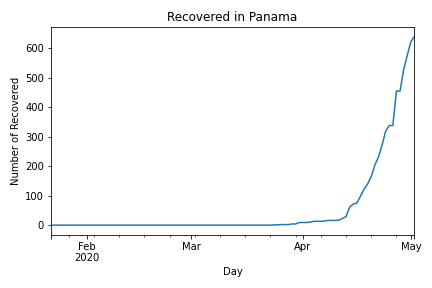 Recovered in Panama
Number of Recovered
600
500
400
300
200
100
0
Feb
2020
Mar
Apr
May
Day